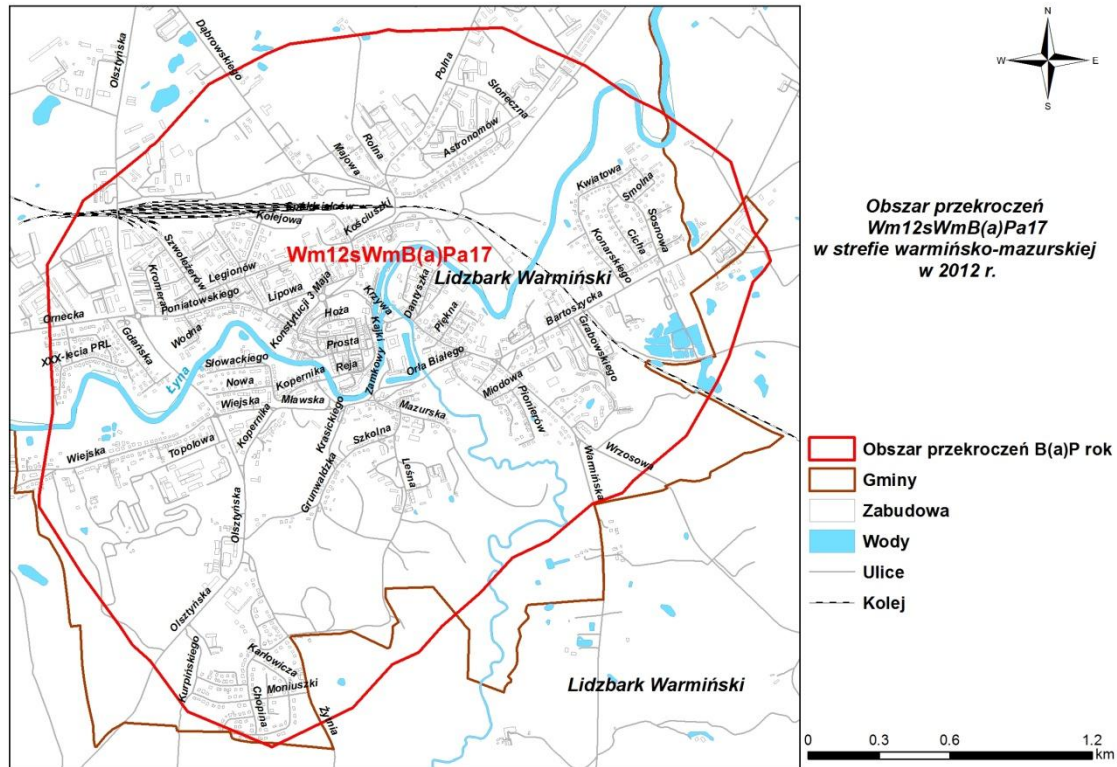 Olsztyńska
Dąbrowskiego
Polna
Słoneczna
Astronomów
Rolna
Majowa
Kościuszki
Kolejowa
Szwoleżerów
Legionów
Kromera
Poniatowskiego
Lipowa
Konstytucji 3 Maja
Wm12sWmB(a)Pa17
Lidzbark Warmiński
Kwiatowa
Smolna
Sosnowa
Cicha
Konarskiego
Ornecka
XXX-lecia PRL
Gdańska
Wodna
Hoża
Prosta
Reja
Krzywa
Kajki
Zamkowy
Dantyszka
Piękna
Bartoszycka
Grabowskiego
Łyna
Słowackiego
Nowa
Wiejska
Kopernika
Mławska
Orła Białego
Miodowa
Pionierów
Mazurska
Krasickiego
Szkolna
Leśna
Grunwaldzka
Kopernika
Topolowa
Wiejska
Wrzosowa
Warmińska
Olsztyńska
Olsztyńska
Kurpińskiego
Karłowicza
Moniuszki
Chopina
Żytnia
Lidzbark Warmiński
N
W E
S
Obszar przekroczeń
Wm12sWmB(a)Pa17
w strefie warmińsko-mazurskiej
w 2012 r.
Obszar przekroczeń B(a)P rok
Gminy
Zabudowa
Wody
Ulice
Kolej
0 0.3 0.6 1.2
km